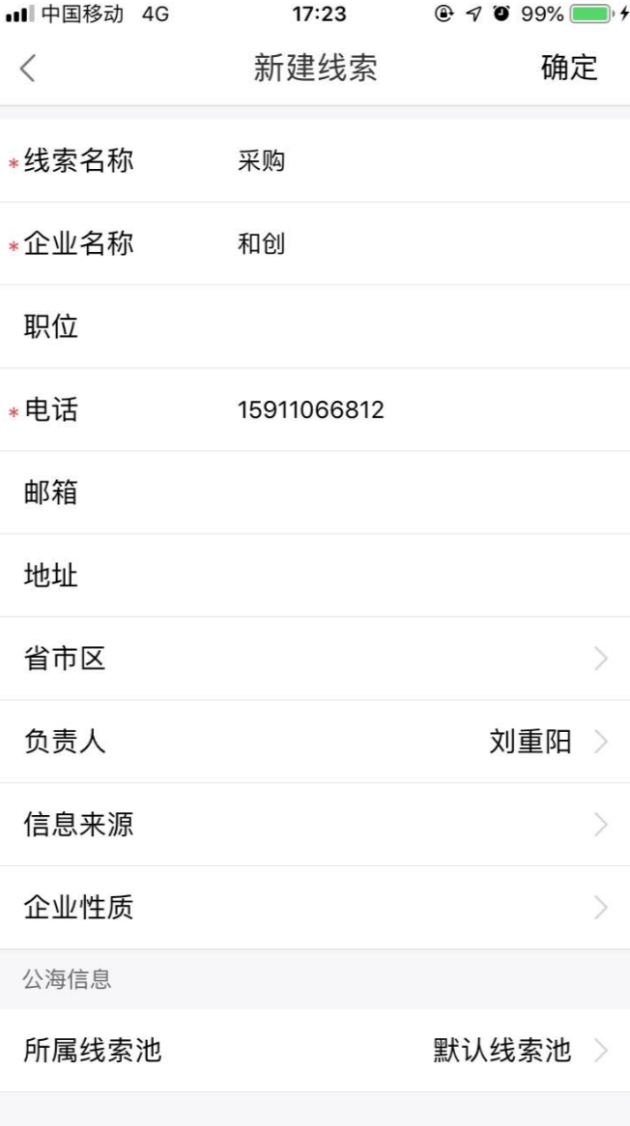 中国移动 4G 17:23 99%
新建线索 确定
*线索名称 采购
*企业名称 和创
职位
*电话 15911066812
邮箱
地址
省市区
负责人 刘重阳
信息来源
企业性质
公海信息
所属线索池 默认线索池